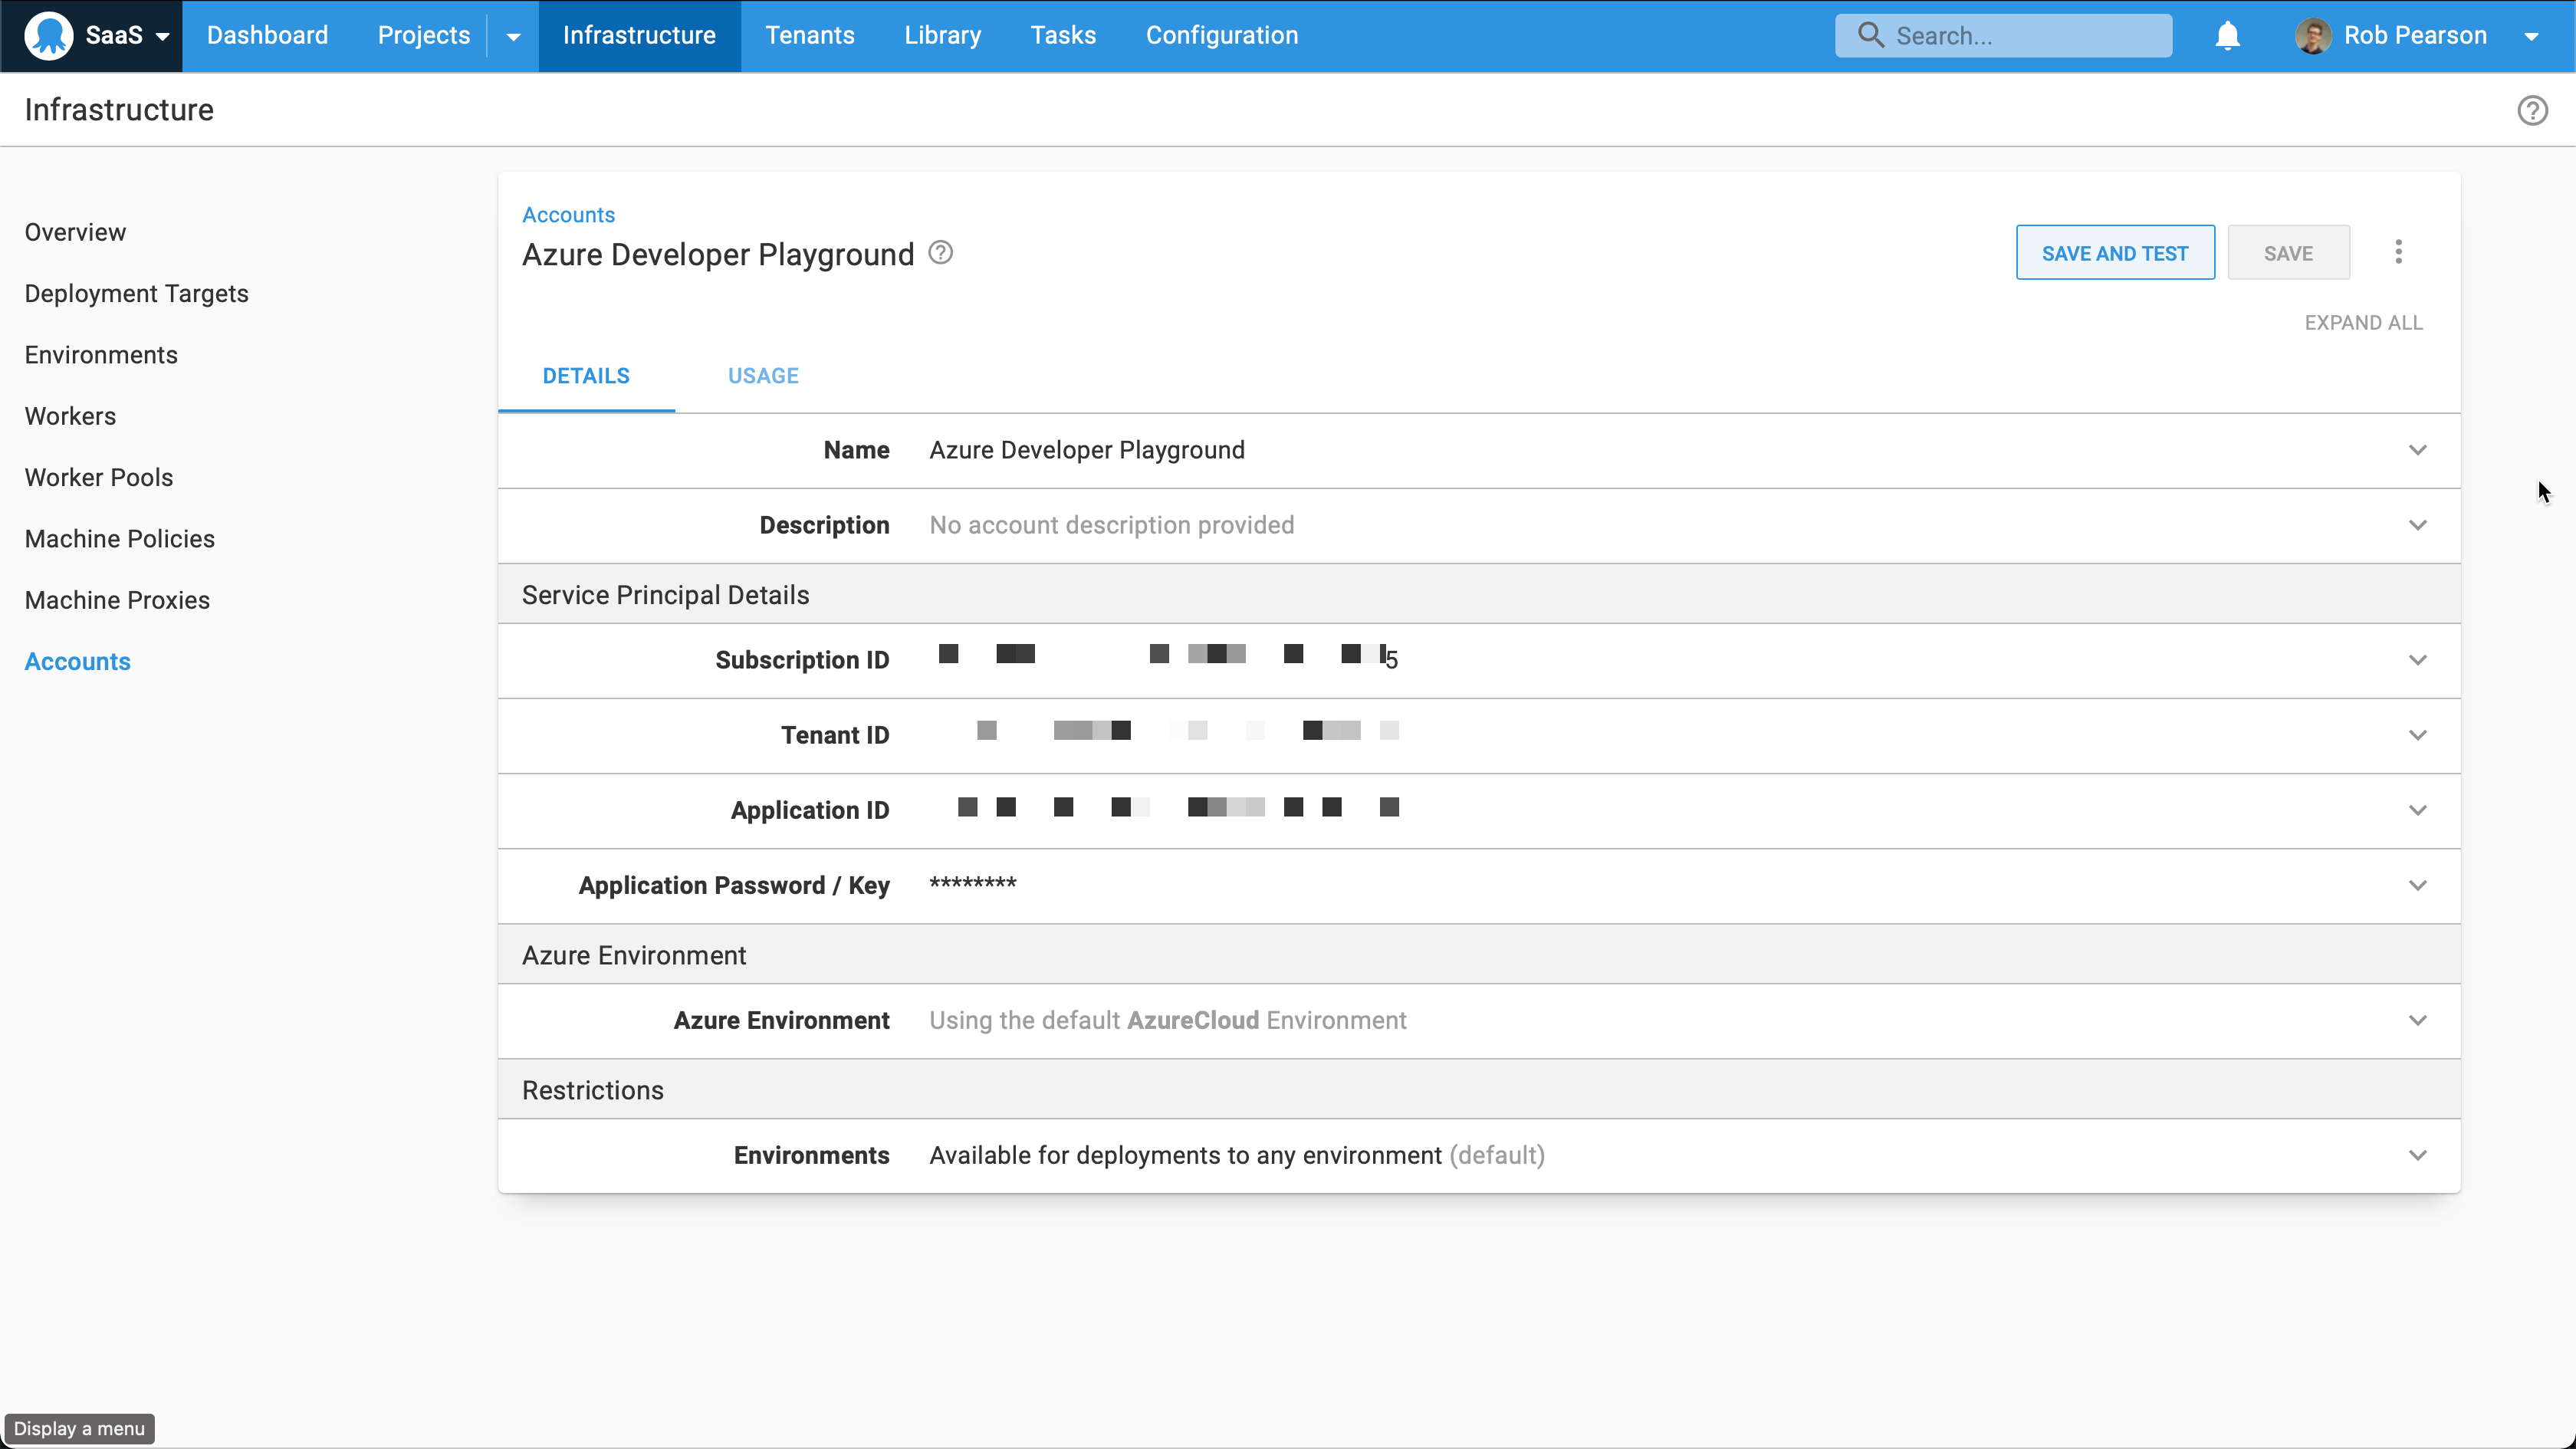 SaaS Dashboard Projects Infrastructure Tenants Library Tasks Configuration Search... Rob Pearson
Infrastructure
Overview
Deployment Targets
Environments
Workers
Worker Pools
Machine Policies
Machine Proxies
Accounts
Accounts
Azure Developer Playground
SAVE AND TEST SAVE
EXPAND ALL
DETAILS USAGE
Name Azure Developer Playground
Description No account description provided
Service Principal Details
Subscription ID 5
Tenant ID
Application ID
Application Password / Key ********
Azure Environment
Azure Environment Using the default AzureCloud Environment
Restrictions
Environments Available for deployments to any environment (default)
Display a menu